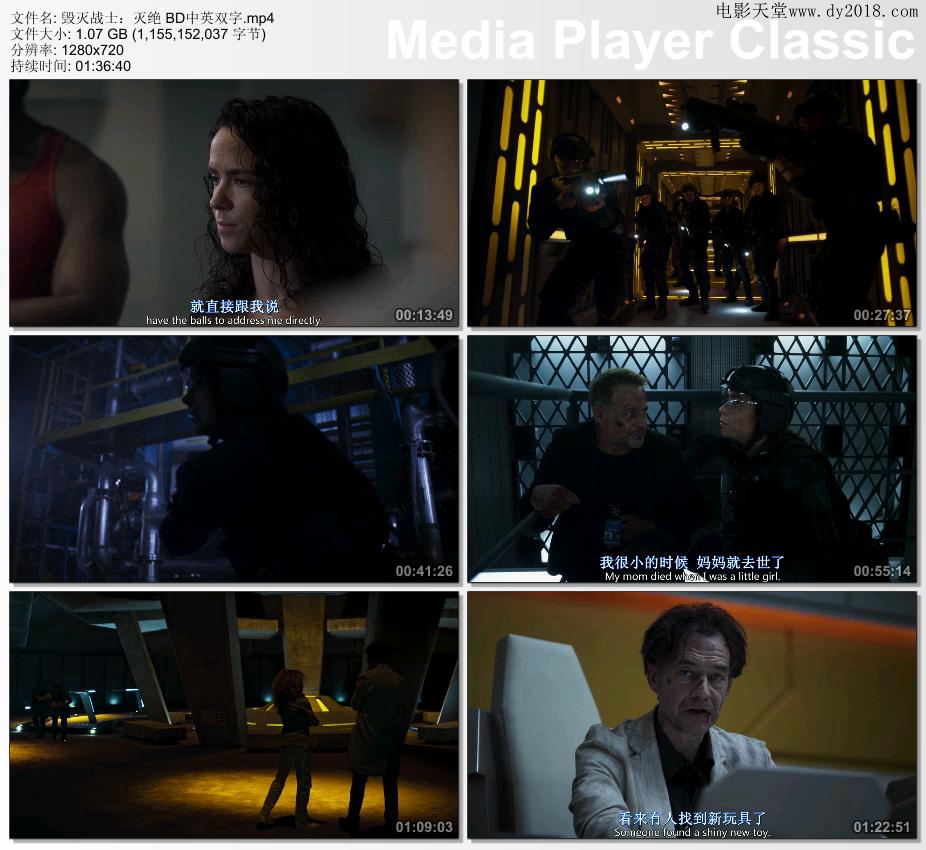 文件名: 毁灭战士：灭绝 BD中英双字.mp4
电影天堂www.dy2018.com
文件大小: 1.07 GB (1,155,152,037 字节)
分辨率: 1280x720
持续时间: 01:36:40
Media Player Classic
就直接跟我说
have the balls to address me directly.
00:13:49
00:27:37
00:41:26
我很小的时候 妈妈就去世了
My mom died when I was a little girl.
00:55:14
01:09:03
看来有人找到新玩具了
Someone found a shiny new toy.
01:22:51